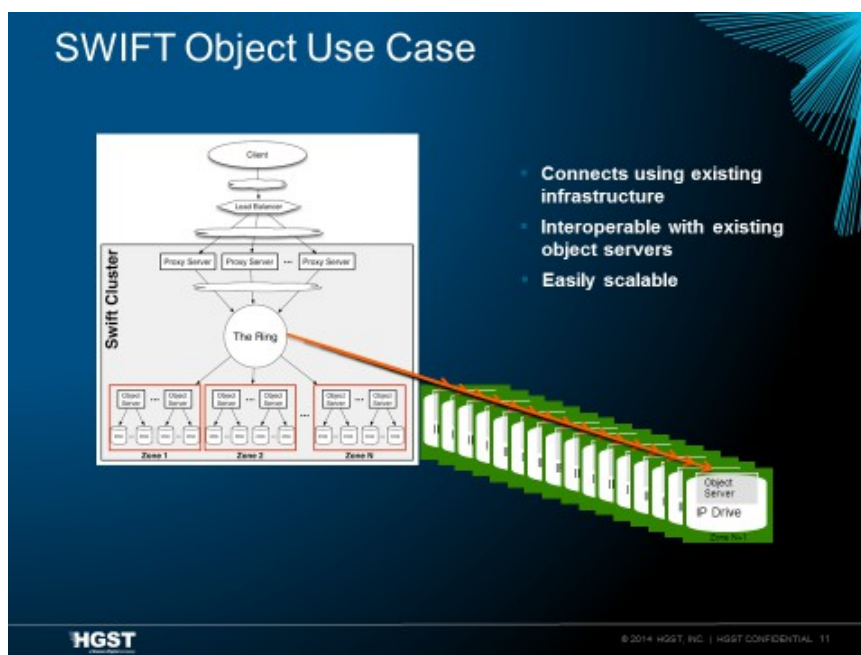 SWIFT Object Use Case
Client
Load Balancer
Swift Cluster
Proxy Server Proxy Server ... Proxy Server
The Ring
Object Server ... Object Server Object Server ... Object Server ... Object Server ... Object Server
Zone 1 Zone 2 Zone N
Connects using existing
infrastructure
Interoperable with existing
object servers
Easily scalable
Object
Server
IP Drive
Zone N+1
HGST
© 2014 HGST, INC. | HGST CONFIDENTIAL 11